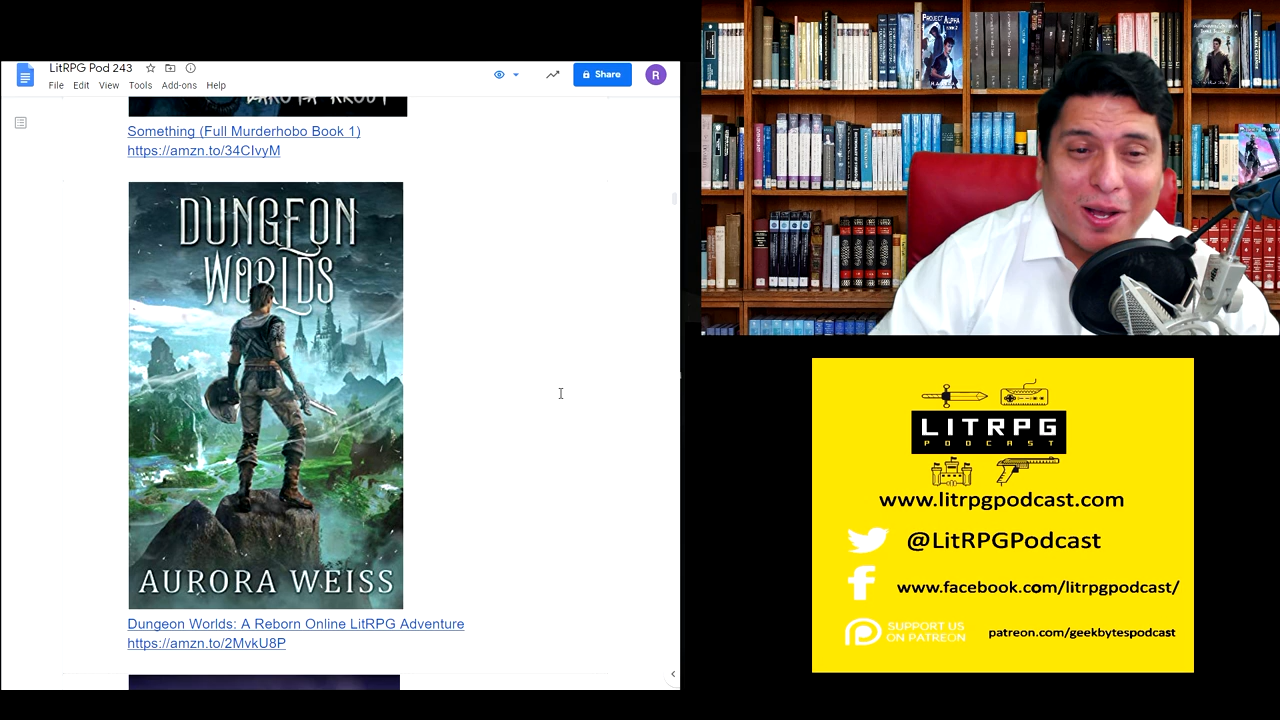 LitRPG Pod 243
File Edit View Tools Add-ons Help
Share
R
Something (Full Murderhobo Book 1)
https://amzn.to/34CIvyM
DUNGEON
WORLDS
AURORA WEISS
Dungeon Worlds: A Reborn Online LitRPG Adventure
https://amzn.to/2MvkU8P
PROJECT
ALPHA
LITRPG
PODCAST
www.litrpgpodcast.com
@LitRPGPodcast
www.facebook.com/litrpgpodcast/
SUPPORT US
ON PATREON
patreon.com/geekbytespodcast